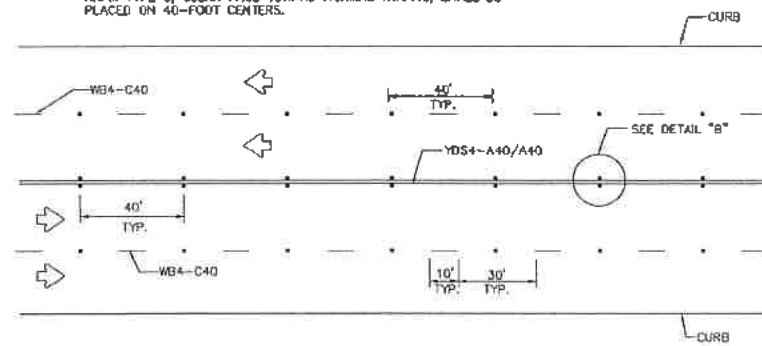 PLACED ON 40-FOOT CENTERS.
CURB
WB4-C40
40'
TYP.
SEE DETAIL "B"
YDS4-A40/A40
40'
TYP.
WB4-C40
10'
TYP.
30'
TYP.
CURB